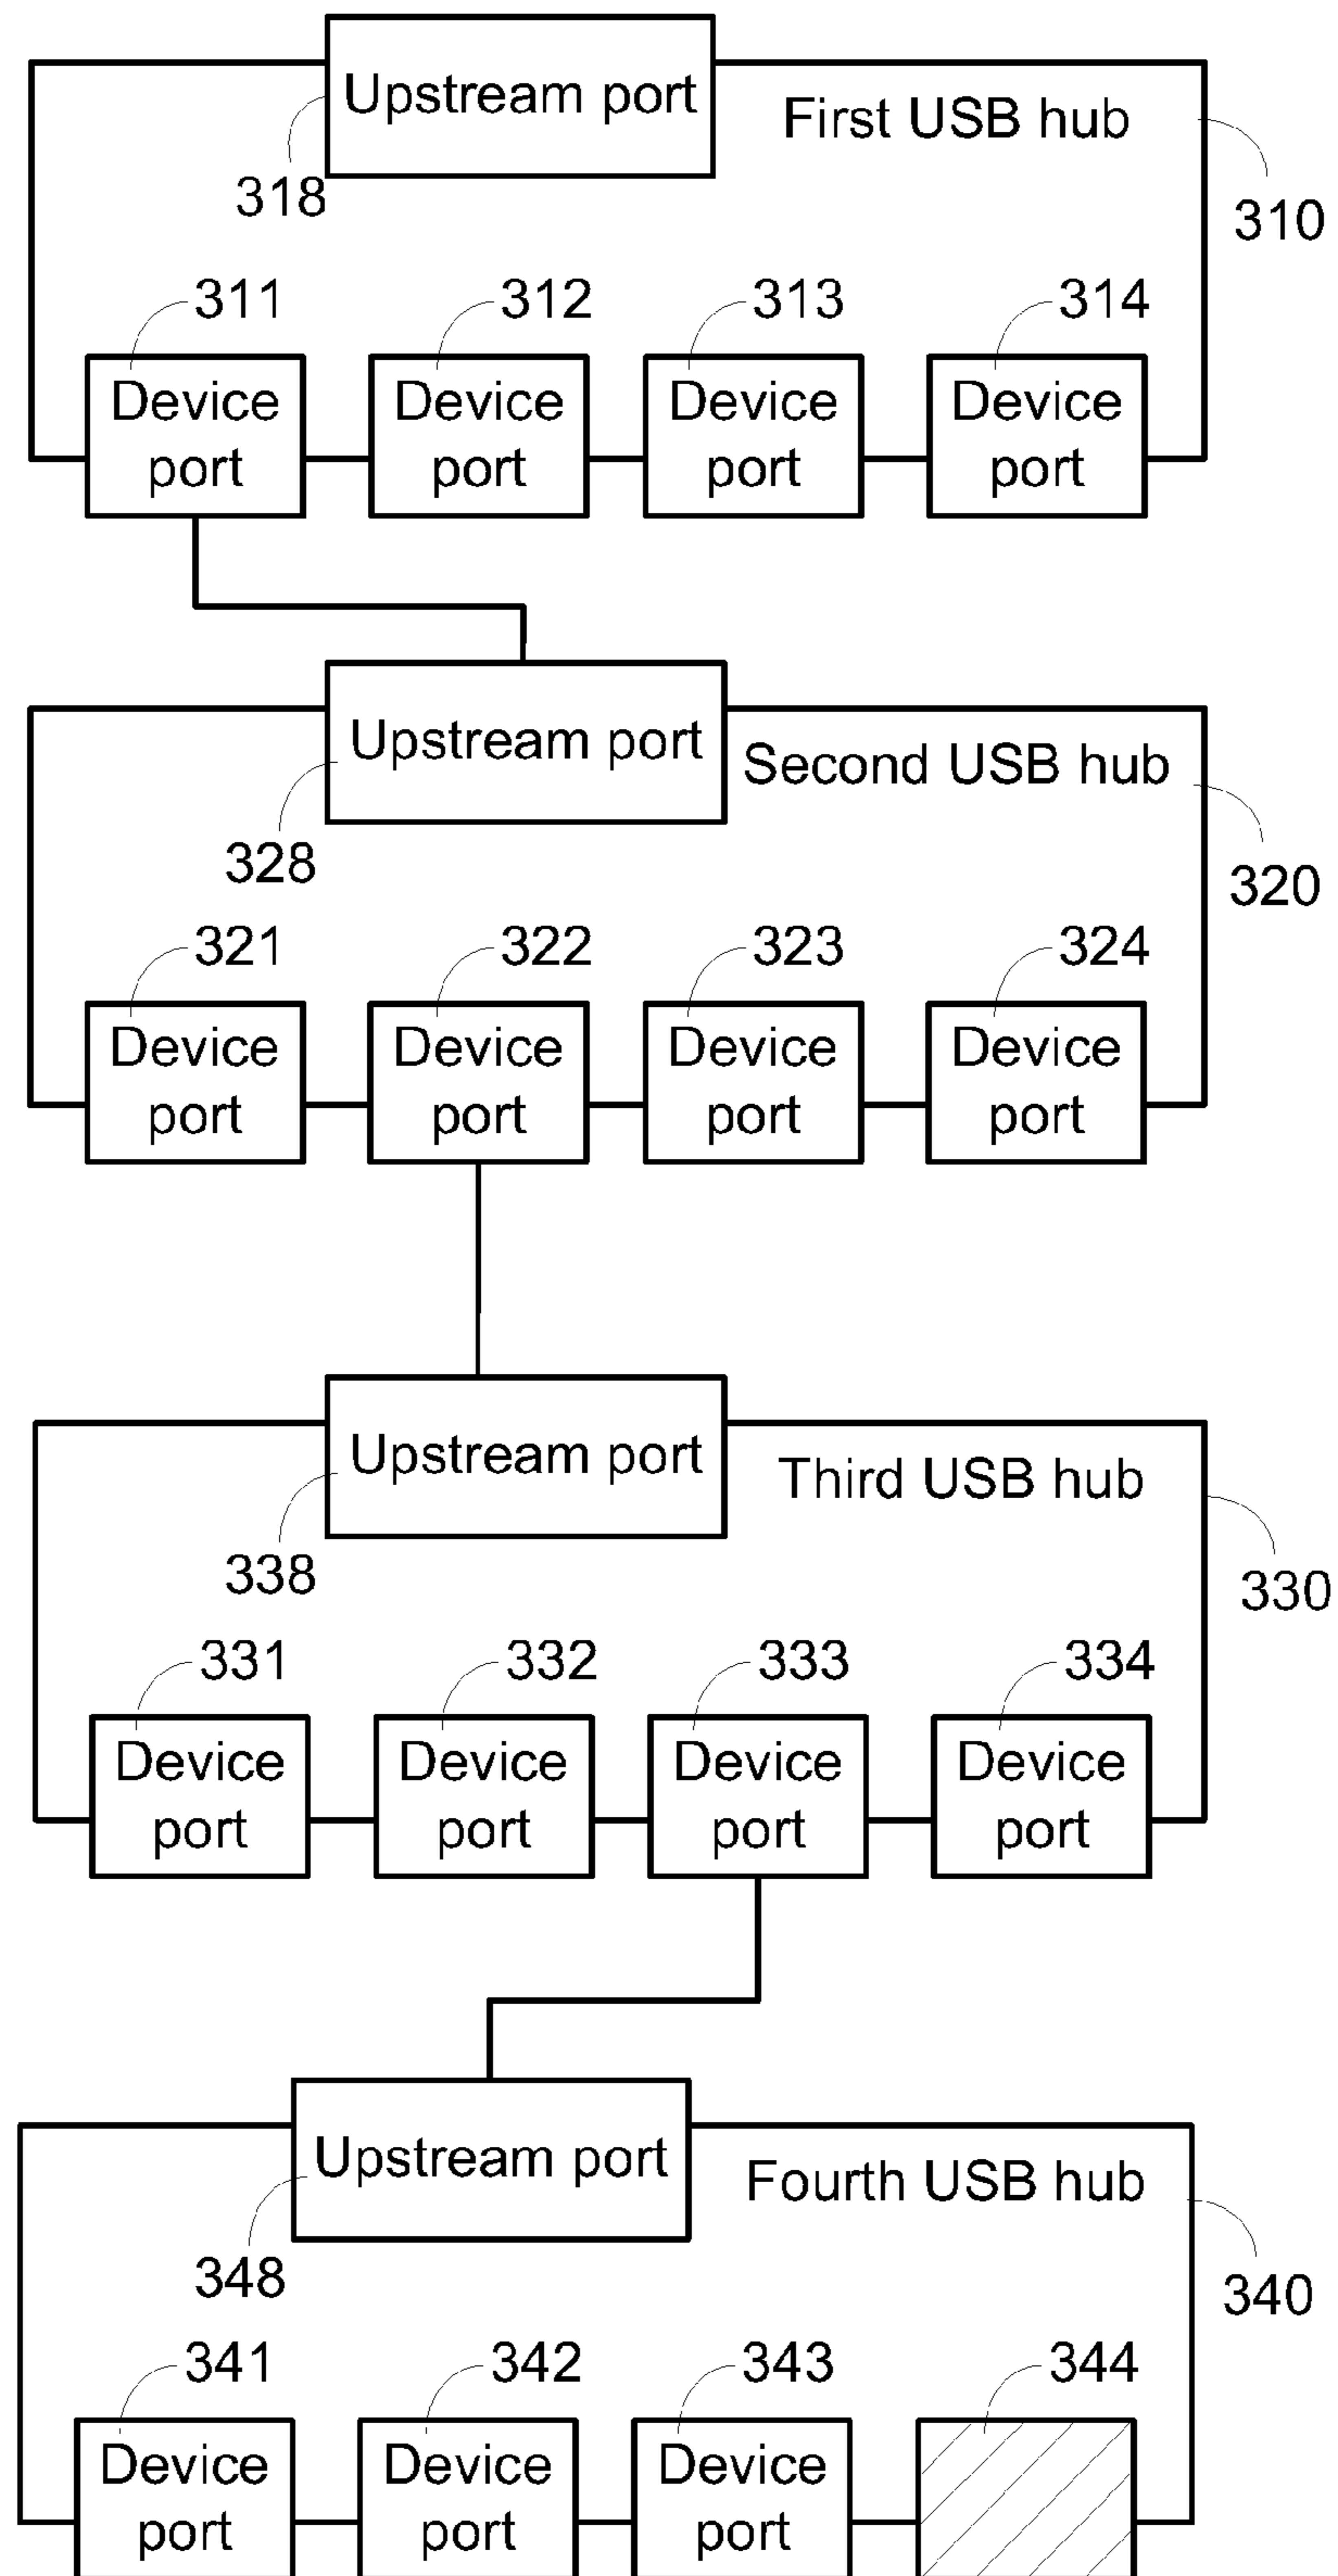 Upstream port
First USB hub
318
310
311 312 313 314
Device Device Device Device
port port port port
Upstream port
Second USB hub
328
320
321 322 323 324
Device Device Device Device
port port port port
Upstream port
Third USB hub
338
330
331 332 333 334
Device Device Device Device
port port port port
Upstream port
Fourth USB hub
348
340
341 342 343 344
Device Device Device
port port port